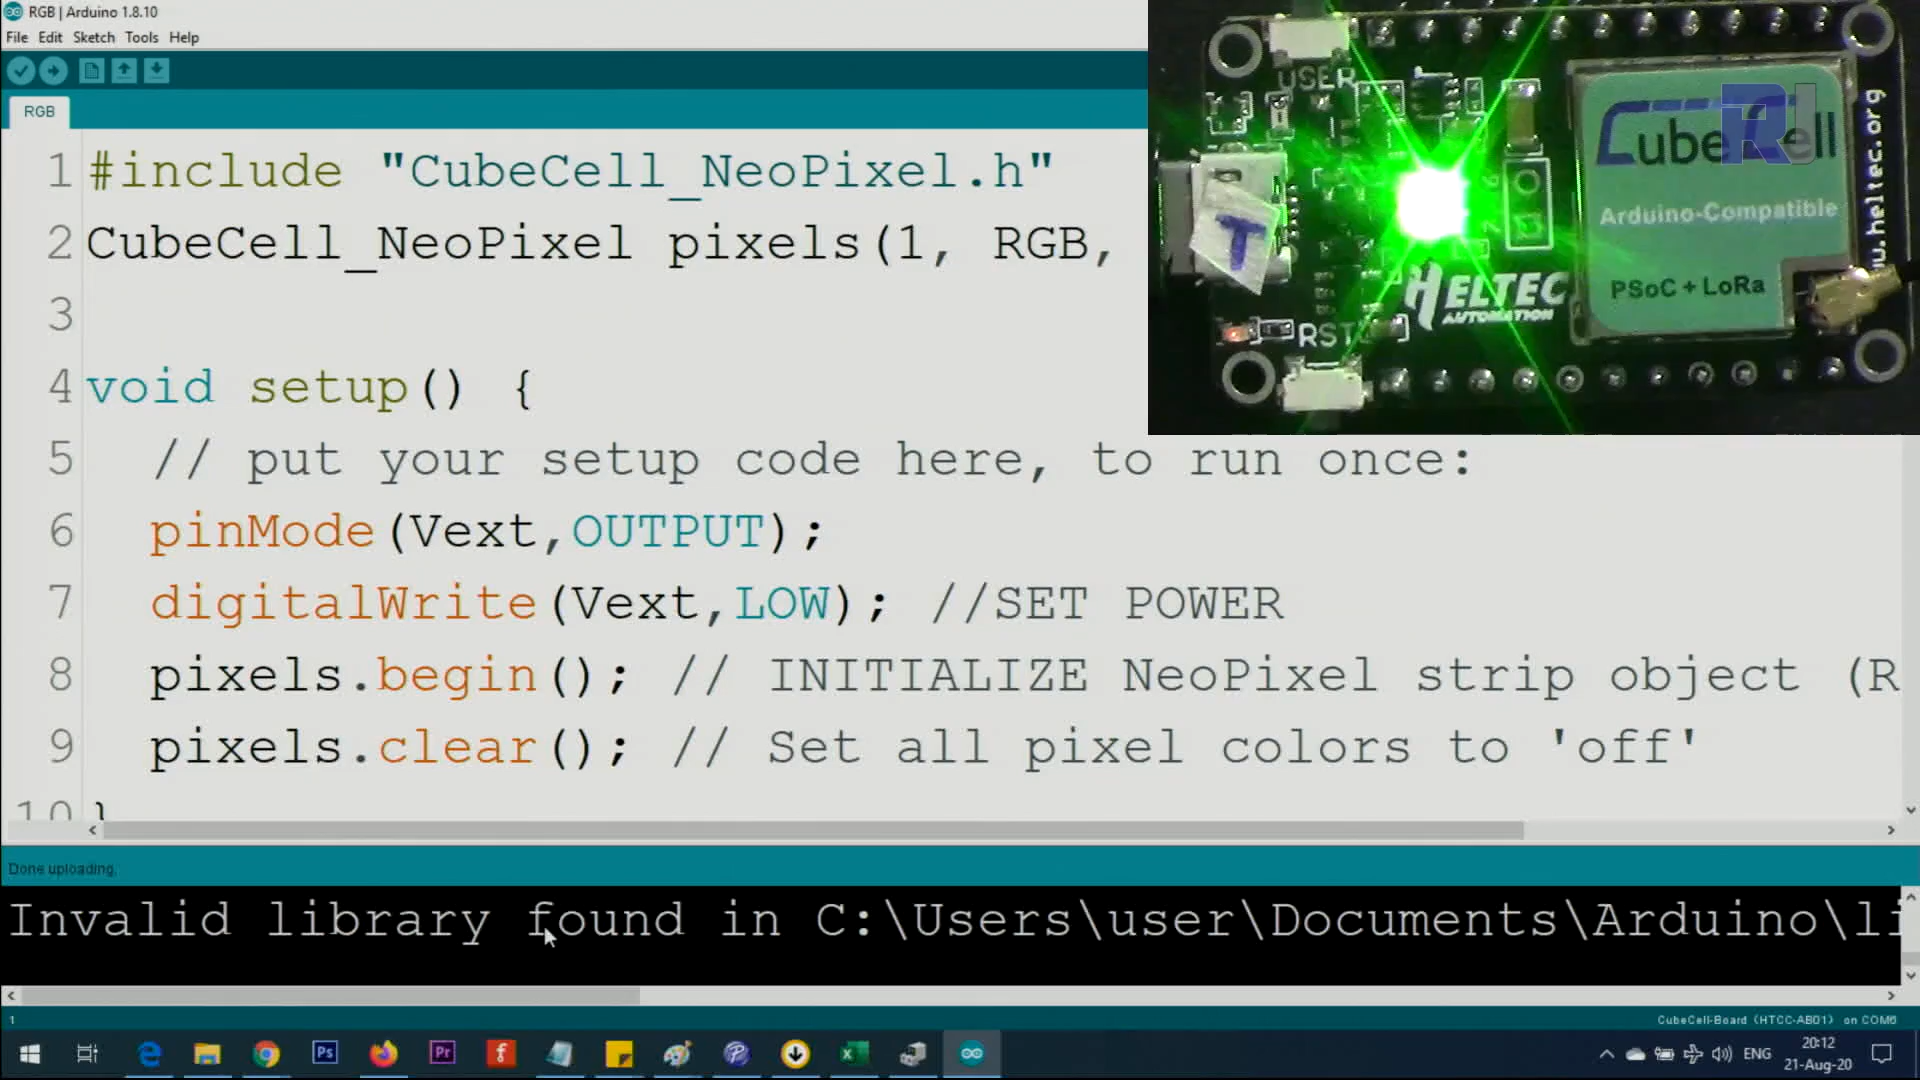 RGB | Arduino 1.8.10
File Edit Sketch Tools Help
RGB
1 #include "CubeCell_NeoPixel.h"
2 CubeCell_NeoPixel pixels(1, RGB,
3
4 void setup() {
5 // put your setup code here, to run once:
6 pinMode(Vext,OUTPUT);
7 digitalWrite(Vext,LOW); //SET POWER
8 pixels.begin(); // INITIALIZE NeoPixel strip object (R
9 pixels.clear(); // Set all pixel colors to 'off'
10 }
USER
T
RST
HELTEC
AUTOMATION
CubeCell
Arduino-Compatible
PSoC + LoRa
.heltec.org
Done uploading.
Invalid library found in C:\Users\user\Documents\Arduino\li
1
CubeCell-Board (HTCC-AB01) on COM6
Ps
Pr
ENG
20:12
21-Aug-20